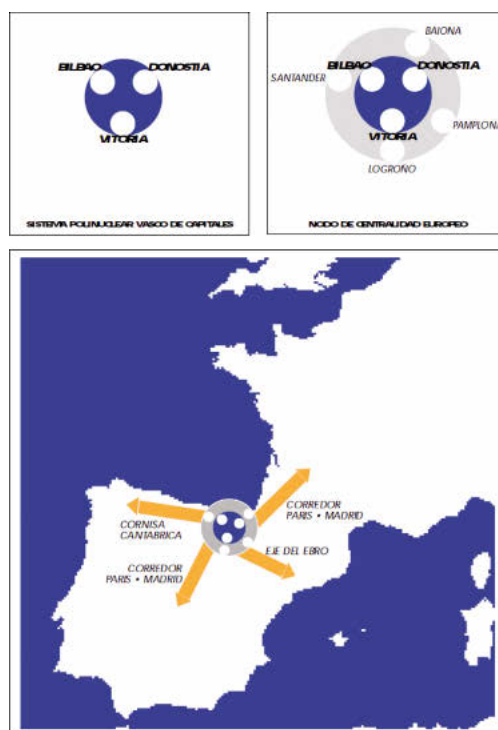 BILBAO DONOSTIA
VITORIA
SISTEMA POLINUCLEAR VASCO DE CAPITALES
BAIONA
BILBAO DONOSTIA
SANTANDER
PAMPLONA
VITORIA
LOGROÑO
NODO DE CENTRALIDAD EUROPEO
CORNISA
CANTABRICA
CORREDOR
PARIS • MADRID
EJE DEL EBRO
CORREDOR
PARIS • MADRID